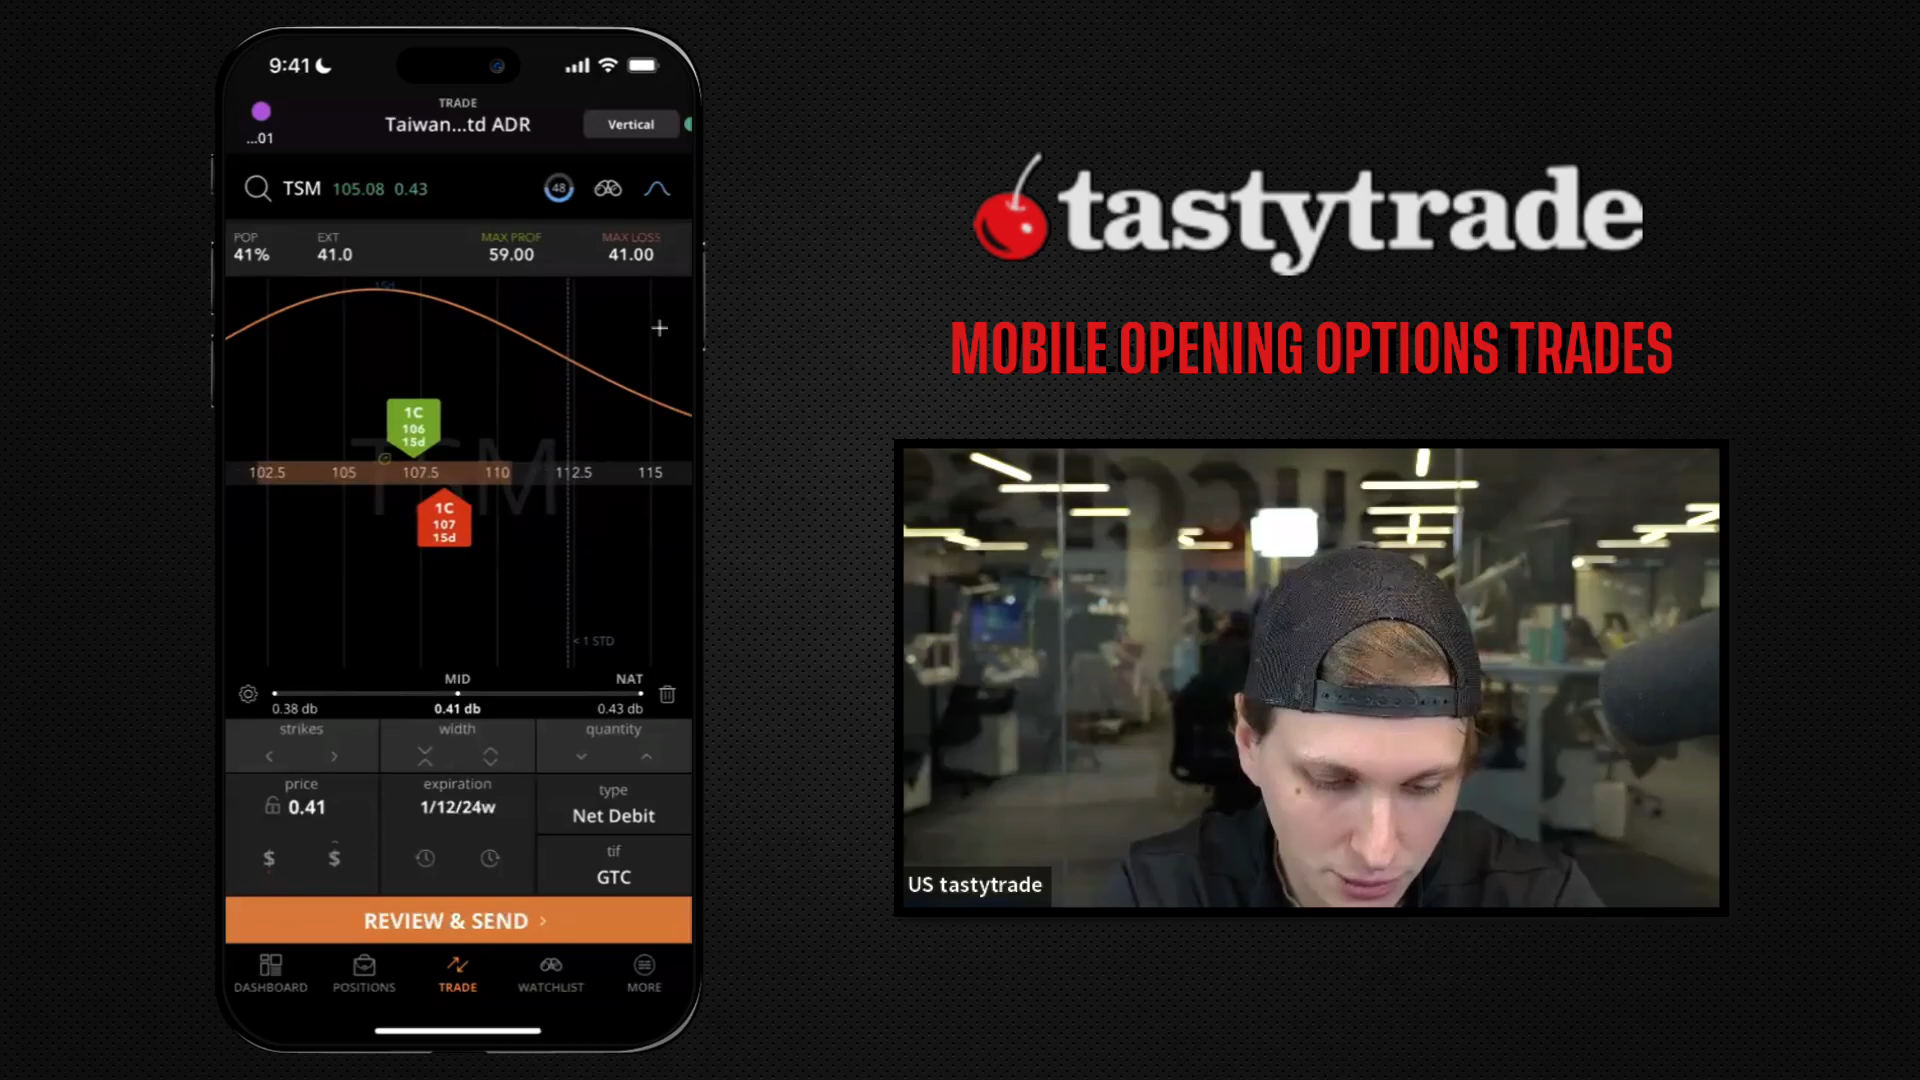 9:41
TRADE
Taiwan...td ADR
Vertical
...01
TSM 105.08 0.43
48
POP
41%
EXT
41.0
MAX PROF
59.00
MAX LOSS
41.00
15d
1C
106
15d
TSM
102.5 105 107.5 110 112.5 115
1C
107
15d
< 1 STD
MID NAT
0.38 db 0.41 db 0.43 db
strikes width quantity
price
0.41
expiration
1/12/24w
type
Net Debit
$ $
tif
GTC
REVIEW & SEND >
DASHBOARD POSITIONS TRADE WATCHLIST MORE
tastytrade
MOBILE OPENING OPTIONS TRADES
US tastytrade